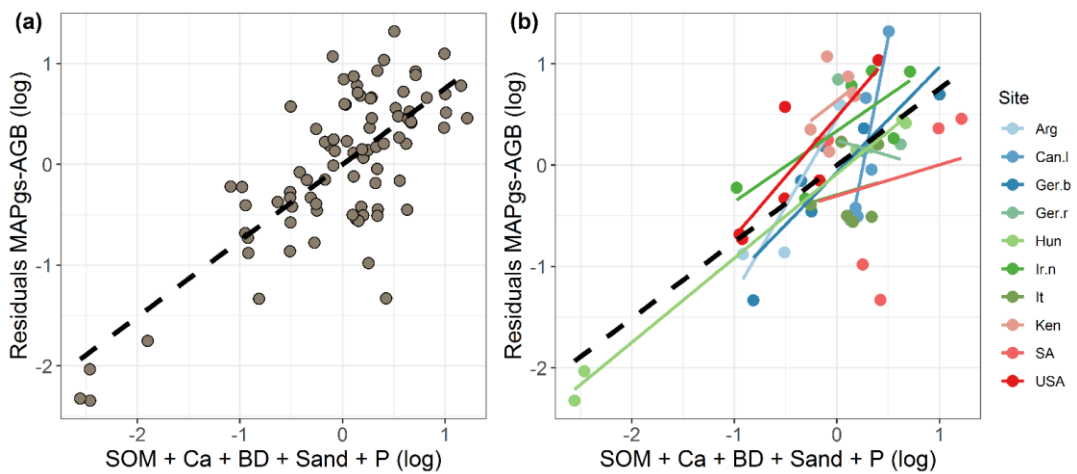 (a)
Residuals MAPgs-AGB (log)
1
0
-1
-2
-2
-1
0
1
SOM + Ca + BD + Sand + P (log)
(b)
Residuals MAPgs-AGB (log)
1
0
-1
-2
-2
-1
0
1
SOM + Ca + BD + Sand + P (log)
Site
Arg
Can.l
Ger.b
Ger.r
Hun
Ir.n
It
Ken
SA
USA